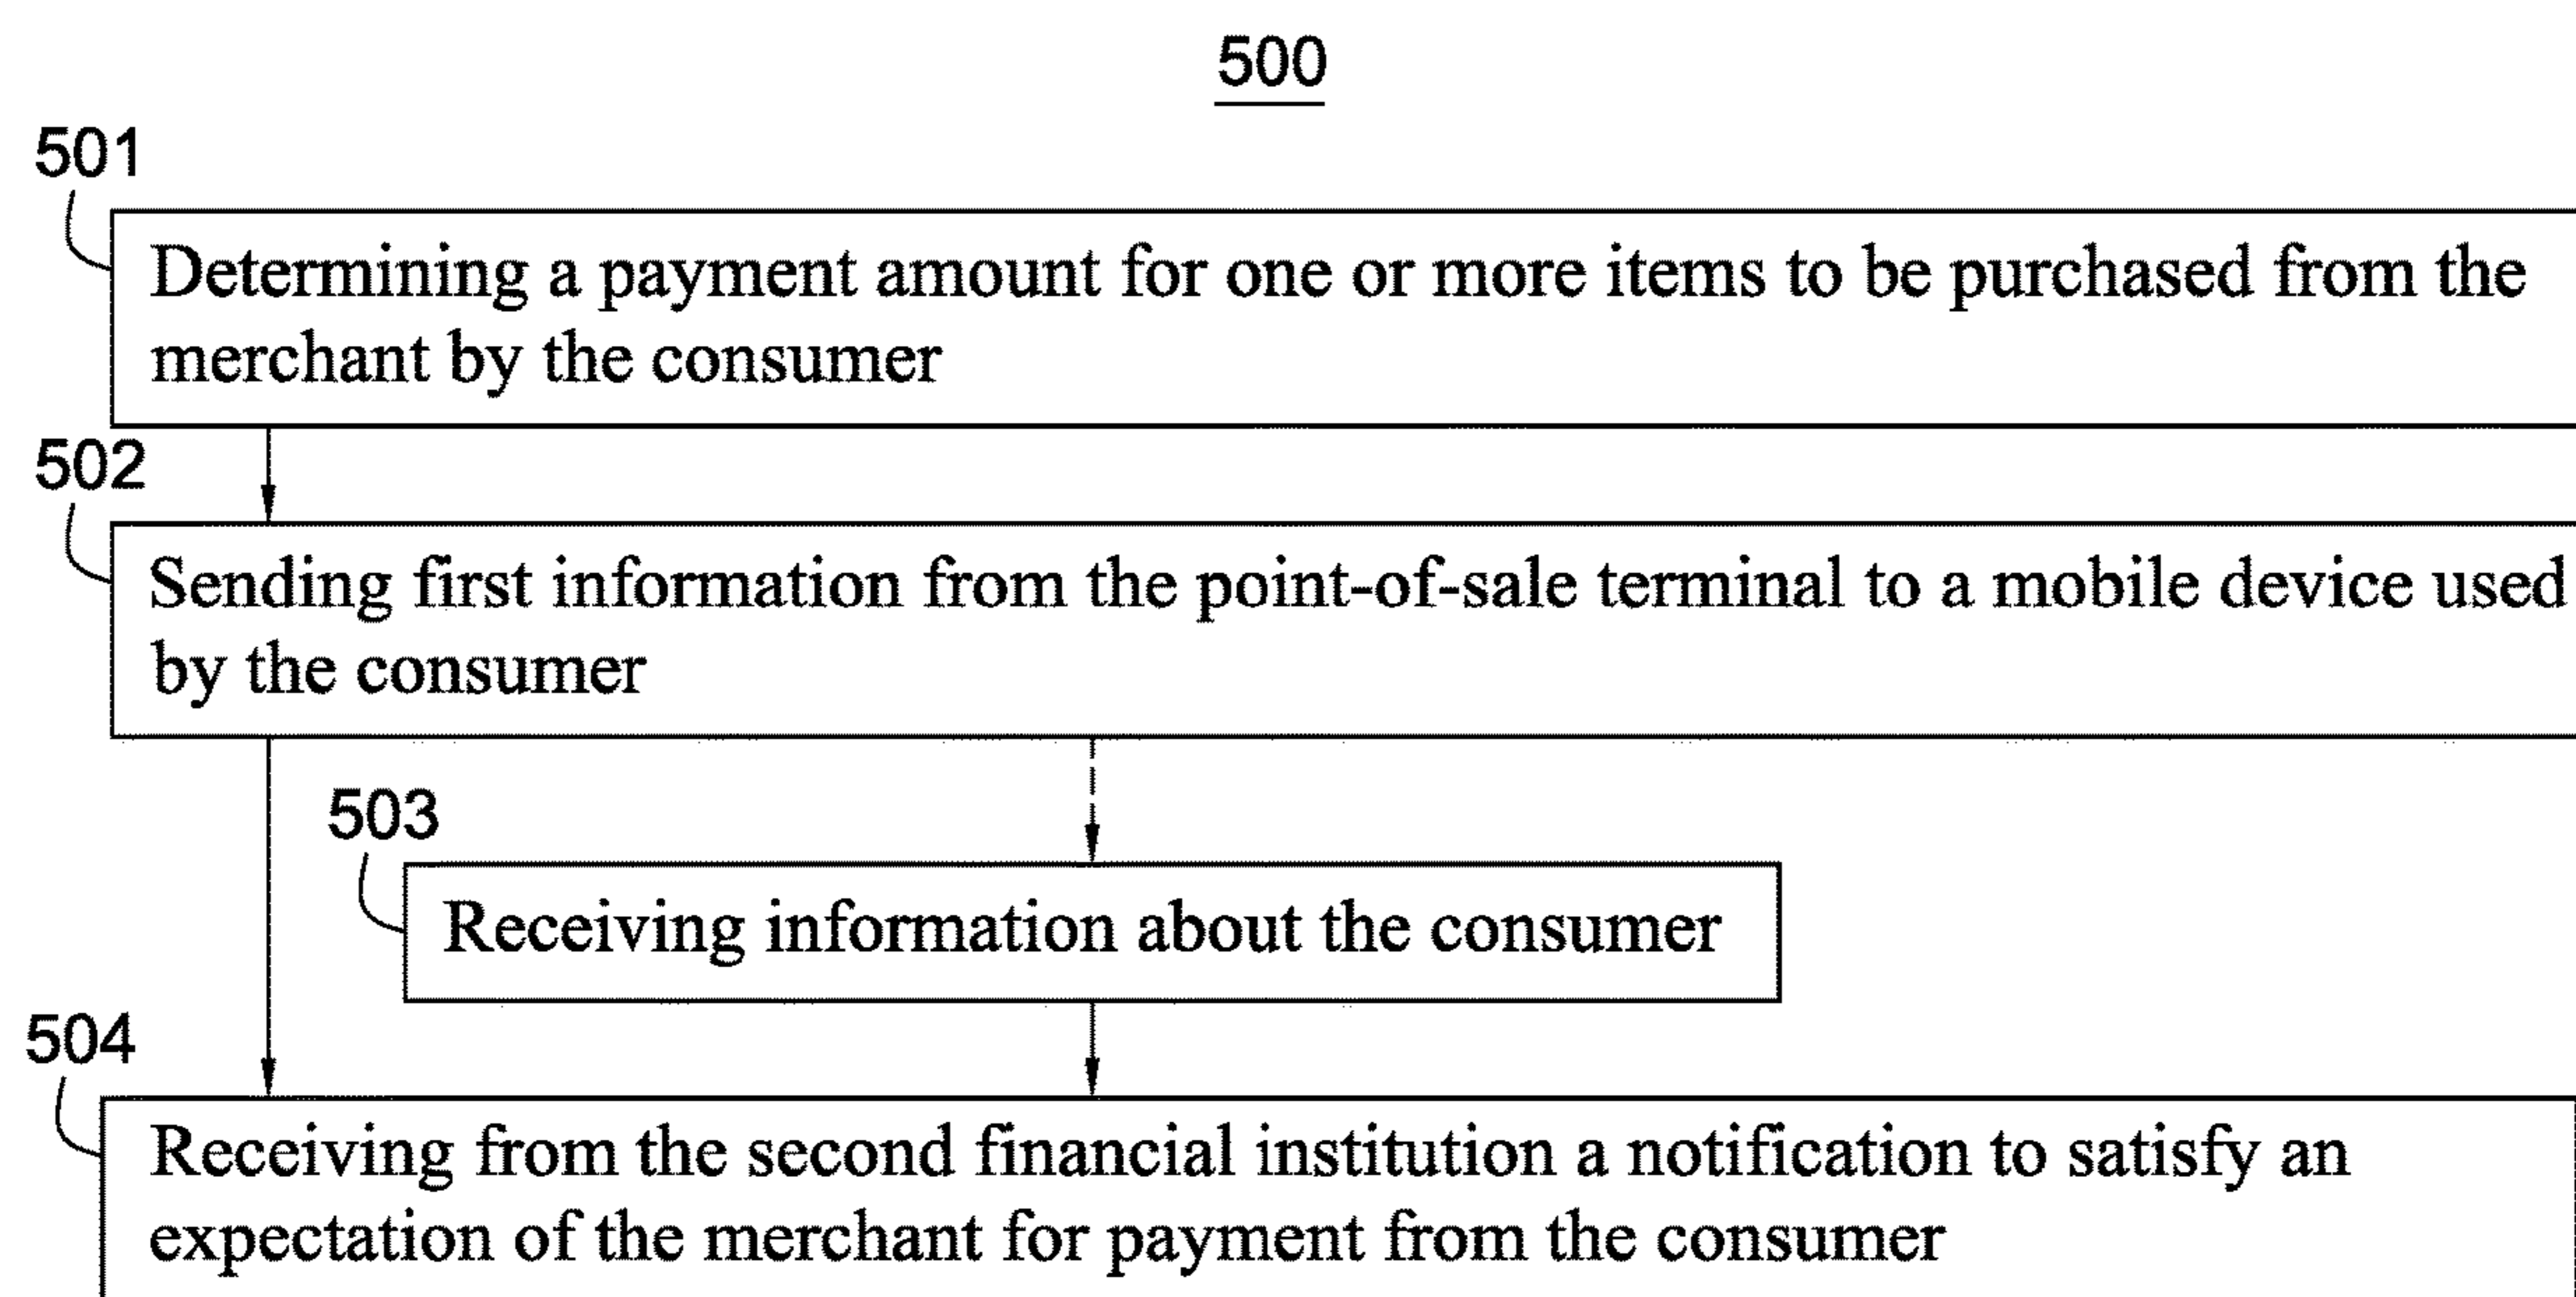 500
501
Determining a payment amount for one or more items to be purchased from the
merchant by the consumer
502
Sending first information from the point-of-sale terminal to a mobile device used
by the consumer
503
Receiving information about the consumer
504
Receiving from the second financial institution a notification to satisfy an
expectation of the merchant for payment from the consumer